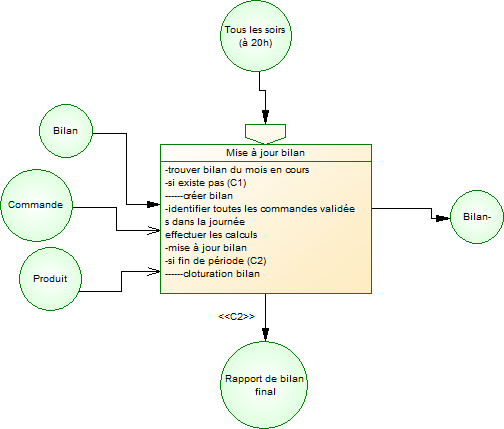 Tous les soirs
(à 20h)
Bilan
Mise à jour bilan
-trouver bilan du mois en cours
-si existe pas (C1)
------créer bilan
-identifier toutes les commandes validée
s dans la journée
effectuer les calculs
-mise à jour bilan
-si fin de période (C2)
------cloturation bilan
Commande
Bilan-
Produit
<<C2>>
Rapport de bilan
final